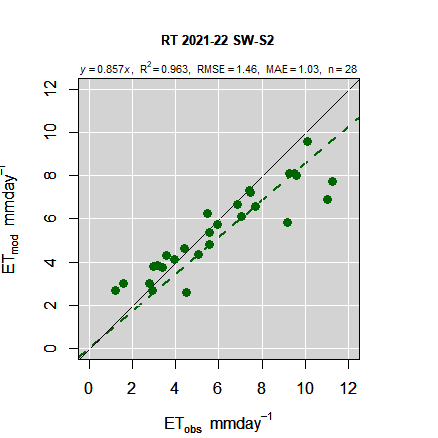 RT 2021-22 SW-S2
y = 0.857x, R² = 0.963, RMSE = 1.46, MAE = 1.03, n = 28
12
10
8
6
4
2
0
ETmod mmday⁻¹
0 2 4 6 8 10 12
ETobs mmday⁻¹